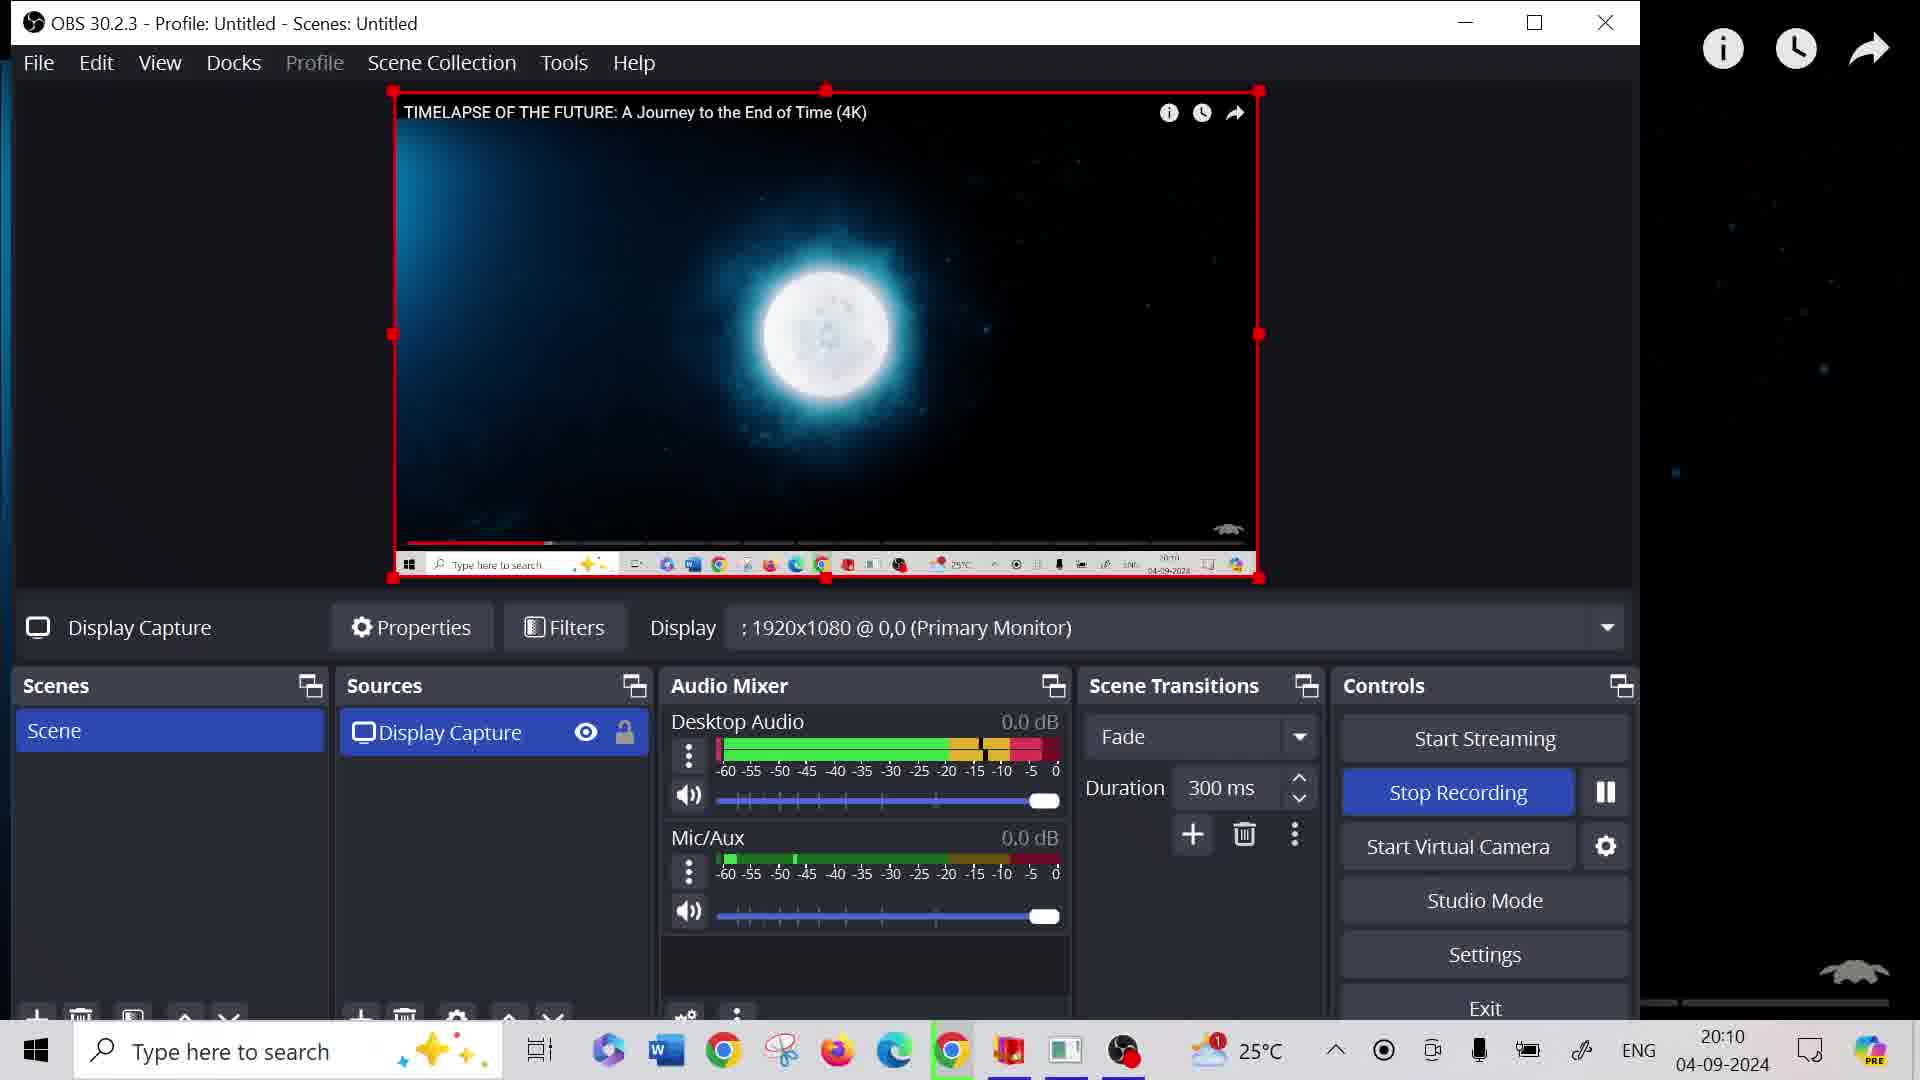 OBS 30.2.3 - Profile: Untitled - Scenes: Untitled
File Edit View Docks Profile Scene Collection Tools Help
TIMELAPSE OF THE FUTURE: A Journey to the End of Time (4K)
Type here to search 25°C ENG 20:10
04-09-2024
Display Capture Properties Filters Display : 1920x1080 @ 0,0 (Primary Monitor)
Scenes Sources Audio Mixer Scene Transitions Controls
Scene
Display Capture
Desktop Audio 0.0 dB
-60 -55 -50 -45 -40 -35 -30 -25 -20 -15 -10 -5 0
Mic/Aux 0.0 dB
-60 -55 -50 -45 -40 -35 -30 -25 -20 -15 -10 -5 0
Fade
Duration 300 ms
Start Streaming
Stop Recording
Start Virtual Camera
Studio Mode
Settings
Exit
Type here to search 25°C ENG 20:10
04-09-2024
PRE